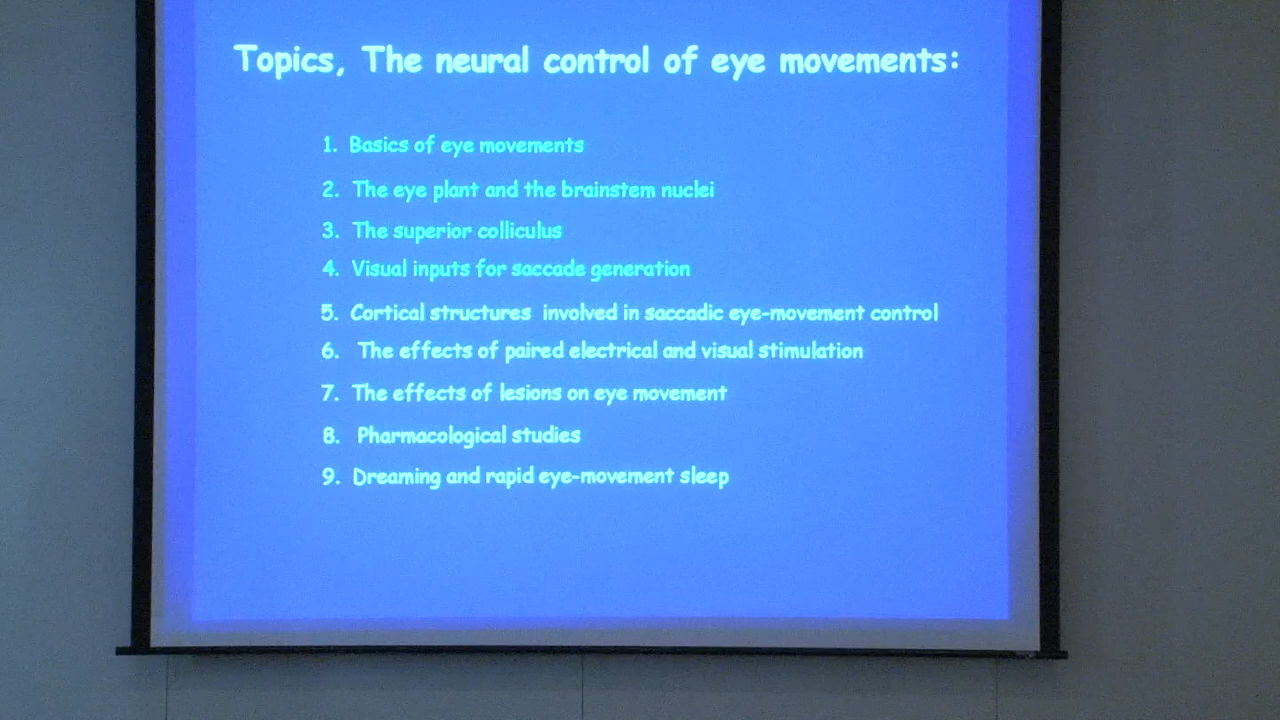 Topics, The neural control of eye movements:
1. Basics of eye movements
2. The eye plant and the brainstem nuclei
3. The superior colliculus
4. Visual inputs for saccade generation
5. Cortical structures involved in saccadic eye-movement control
6. The effects of paired electrical and visual stimulation
7. The effects of lesions on eye movement
8. Pharmacological studies
9. Dreaming and rapid eye-movement sleep